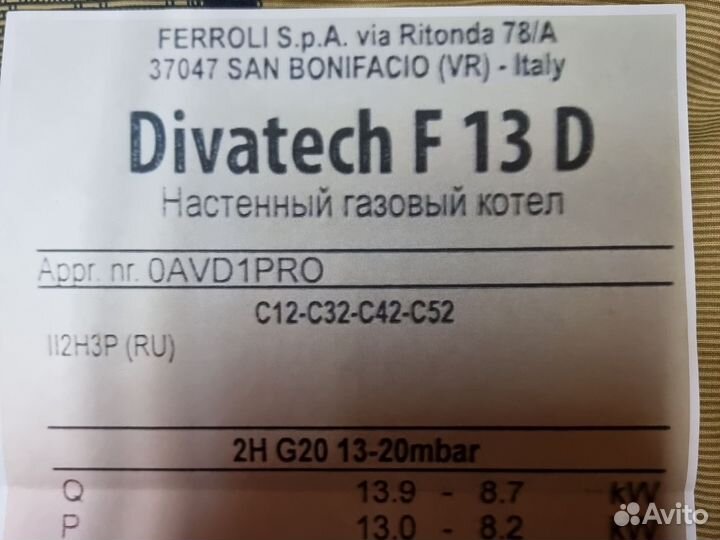 FERROLI S.p.A. via Ritonda 78/A
37047 SAN BONIFACIO (VR) - Italy
Divatech F 13 D
Настенный газовый котел
Appr. nr. 0AVD1PRO
C12-C32-C42-C52
II2H3P (RU)
2H G20 13-20mbar
Q 13.9 - 8.7 kW
P 13.0 - 8.2 kW
Avito